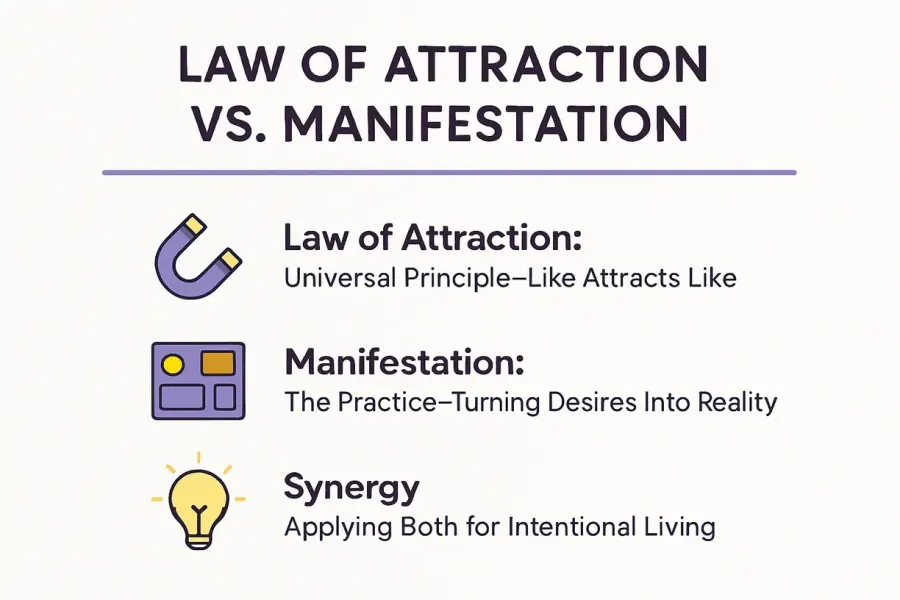 LAW OF ATTRACTION
VS. MANIFESTATION
Law of Attraction:
Universal Principle–Like Attracts Like
Manifestation:
The Practice–Turning Desires Into Reality
Synergy
Applying Both for Intentional Living